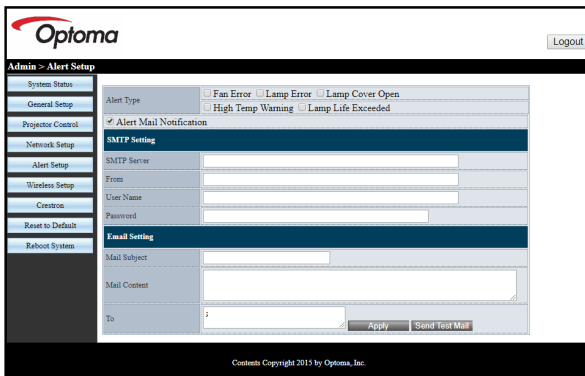 Optoma
Logout
Admin > Alert Setup
System Status
General Setup
Projector Control
Network Setup
Alert Setup
Wireless Setup
Crestron
Reset to Default
Reboot System
Alert Type
Fan Error Lamp Error Lamp Cover Open
High Temp Warning Lamp Life Exceeded
Alert Mail Notification
SMTP Setting
SMTP Server
From
User Name
Password
Email Setting
Mail Subject
Mail Content
To
;
Apply Send Test Mail
Contents Copyright 2015 by Optoma, Inc.